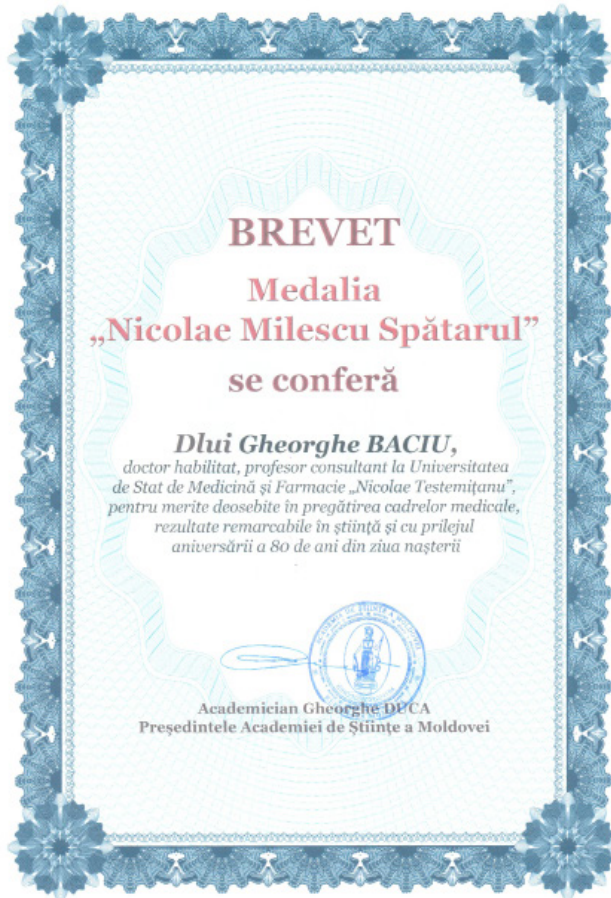 BREVET
Medalia
„Nicolae Milescu Spătarul”
se conferă
Dlui Gheorghe BACIU,
doctor habilitat, profesor consultant la Universitatea
de Stat de Medicină și Farmacie „Nicolae Testemițanu”,
pentru merite deosebite în pregătirea cadrelor medicale,
rezultate remarcabile în știință și cu prilejul
aniversării a 80 de ani din ziua nașterii
Academician Gheorghe DUCA
Președintele Academiei de Științe a Moldovei